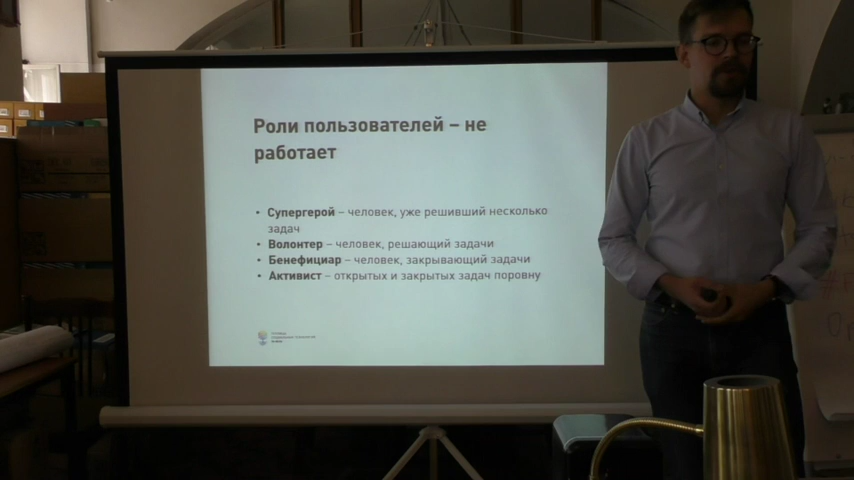 Роли пользователей – не
работает
• Супергерой – человек, уже решивший несколько
задач
• Волонтер – человек, решающий задачи
• Бенефициар – человек, закрывающий задачи
• Активист – открытых и закрытых задач поровну